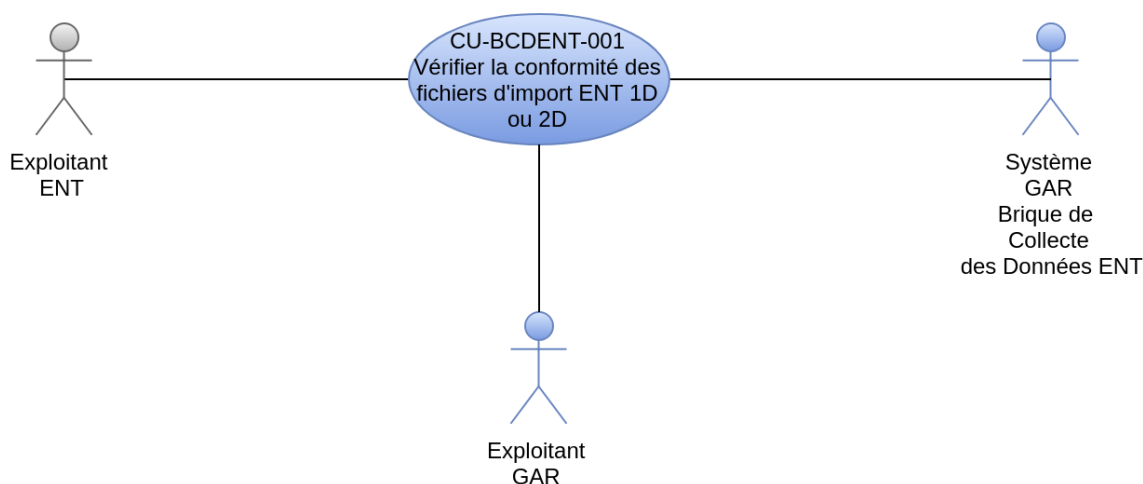 CU-BCDENT-001
Vérifier la conformité des
fichiers d'import ENT 1D
ou 2D
Exploitant
ENT
Système
GAR
Brique de
Collecte
des Données ENT
Exploitant
GAR